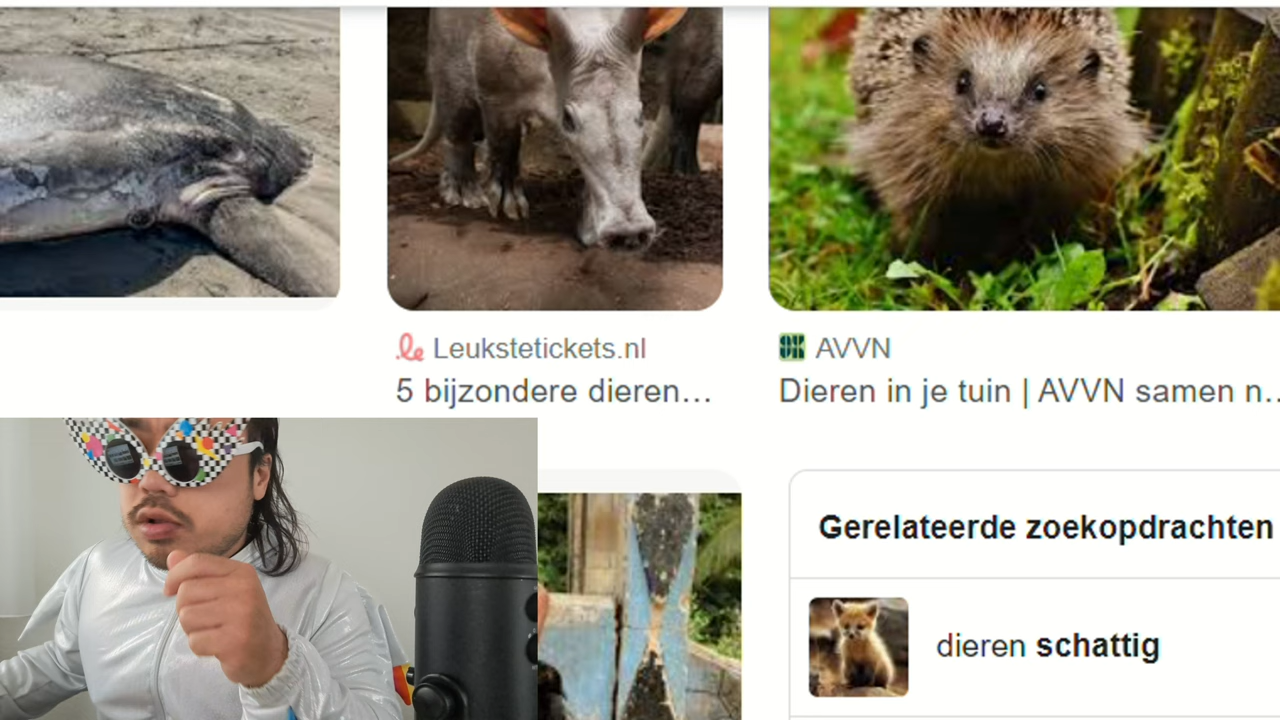 Leukstetickets.nl
5 bijzondere dieren...
AVVN
Dieren in je tuin | AVVN samen n...
Gerelateerde zoekopdrachten
dieren schattig